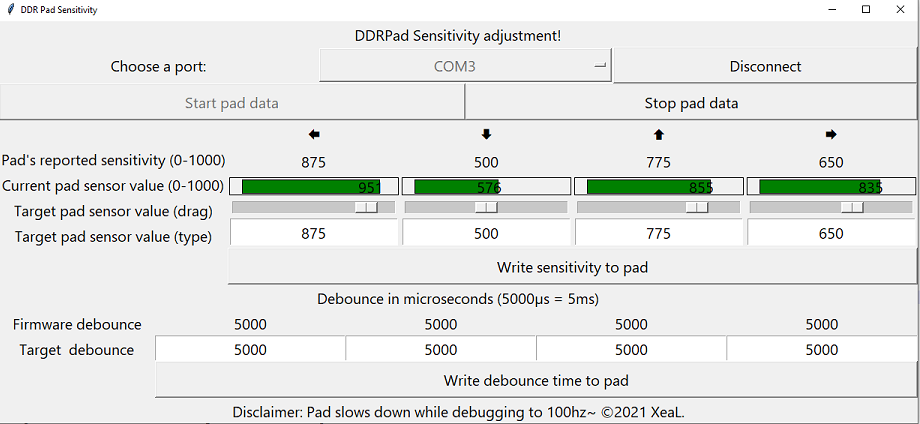 DDR Pad Sensitivity
DDRPad Sensitivity adjustment!
Choose a port: COM3 Disconnect
Start pad data Stop pad data
Pad's reported sensitivity (0-1000) 875 500 775 650
Current pad sensor value (0-1000) 951 576 855 835
Target pad sensor value (drag)
Target pad sensor value (type) 875 500 775 650
Write sensitivity to pad
Debounce in microseconds (5000µs = 5ms)
Firmware debounce 5000 5000 5000 5000
Target debounce 5000 5000 5000 5000
Write debounce time to pad
Disclaimer: Pad slows down while debugging to 100hz~ ©2021 XeaL.